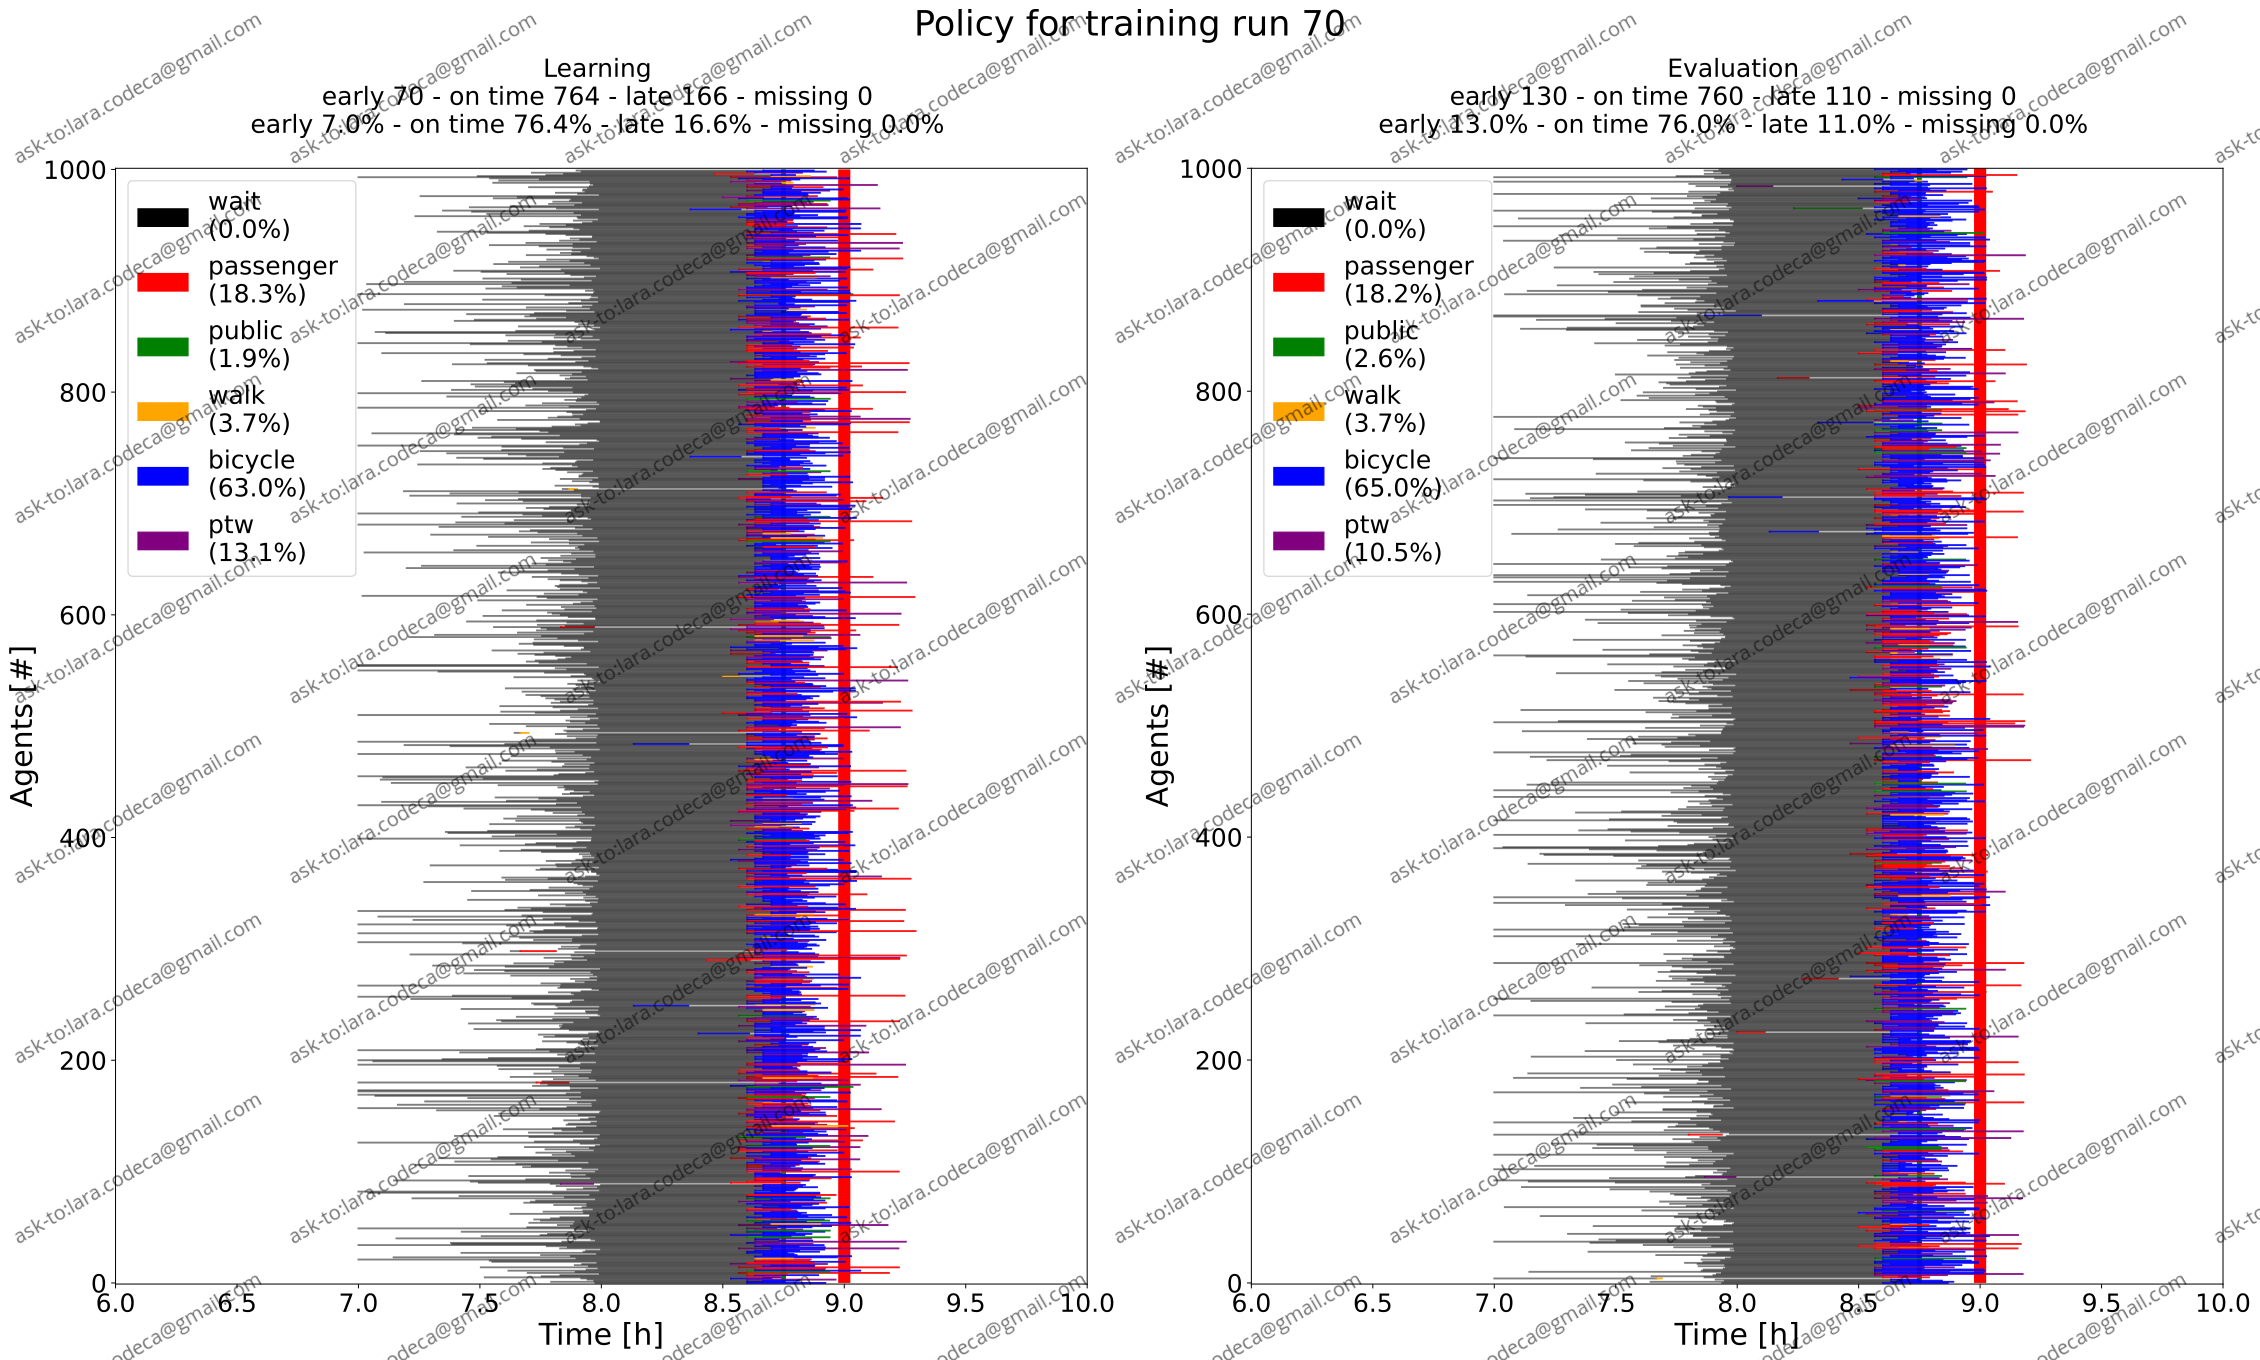 Policy for training run 70
Learning
early 70 - on time 764 - late 166 - missing 0
early 7.0% - on time 76.4% - late 16.6% - missing 0.0%
1000
800
600
400
200
0
Agents [#]
wait
(0.0%)
passenger
(18.3%)
public
(1.9%)
walk
(3.7%)
bicycle
(63.0%)
ptw
(13.1%)
6.0 6.5 7.0 7.5 8.0 8.5 9.0 9.5 10.0
Time [h]
Evaluation
early 130 - on time 760 - late 110 - missing 0
early 13.0% - on time 76.0% - late 11.0% - missing 0.0%
1000
800
600
400
200
0
Agents [#]
wait
(0.0%)
passenger
(18.2%)
public
(2.6%)
walk
(3.7%)
bicycle
(65.0%)
ptw
(10.5%)
6.0 6.5 7.0 7.5 8.0 8.5 9.0 9.5 10.0
Time [h]
ask-to:lara.codeca@gmail.com